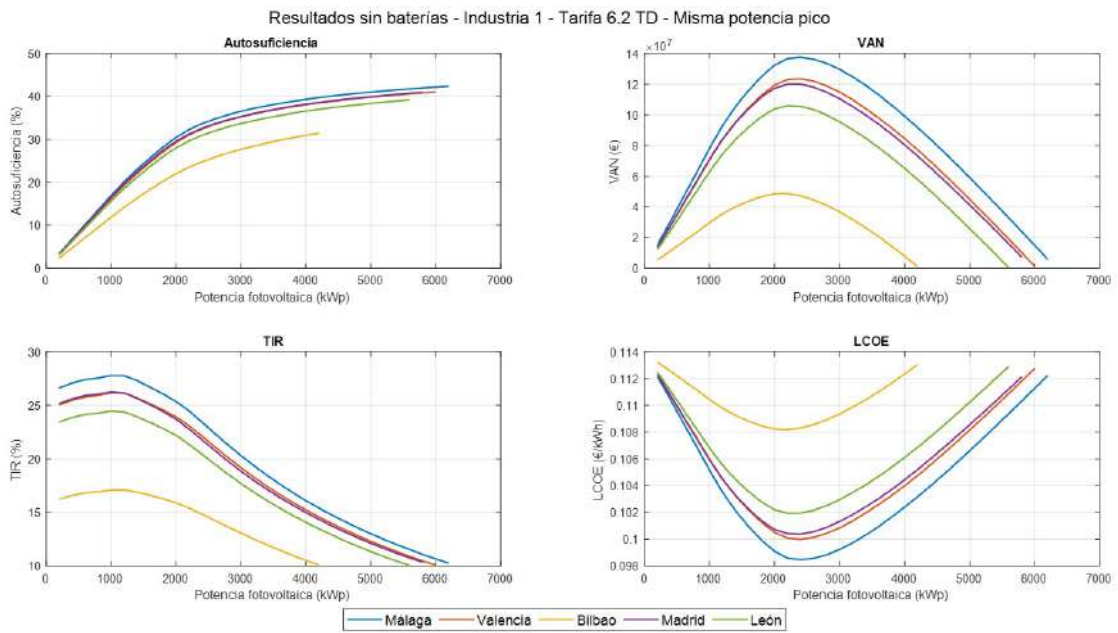 Resultados sin baterías - Industria 1 - Tarifa 6.2 TD - Misma potencia pico
Autosuficiencia
Autosuficiencia (%)
50
40
30
20
10
0
0 1000 2000 3000 4000 5000 6000 7000
Potencia fotovoltaica (kWp)
VAN
×10⁷
VAN (€)
14
12
10
8
6
4
2
0
0 1000 2000 3000 4000 5000 6000 7000
Potencia fotovoltaica (kWp)
TIR
TIR (%)
30
25
20
15
10
0 1000 2000 3000 4000 5000 6000 7000
Potencia fotovoltaica (kWp)
LCOE
LCOE (€/kWh)
0.114
0.112
0.11
0.108
0.106
0.104
0.102
0.1
0.098
0 1000 2000 3000 4000 5000 6000 7000
Potencia fotovoltaica (kWp)
Málaga Valencia Bilbao Madrid León